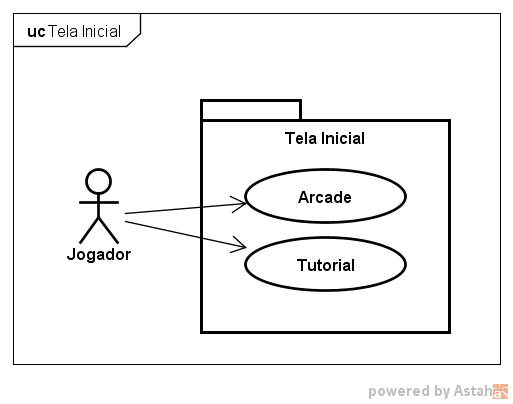 uc Tela Inicial
Tela Inicial
Arcade
Tutorial
Jogador
powered by Astah